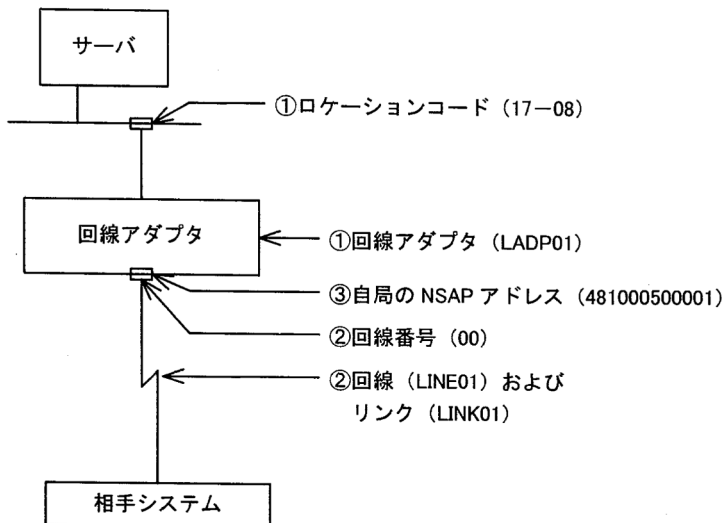 サーバ
①ロケーションコード（17－08）
回線アダプタ
①回線アダプタ（LADP01）
③自局の NSAP アドレス（481000500001）
②回線番号（00）
②回線（LINE01）および
リンク（LINK01）
相手システム